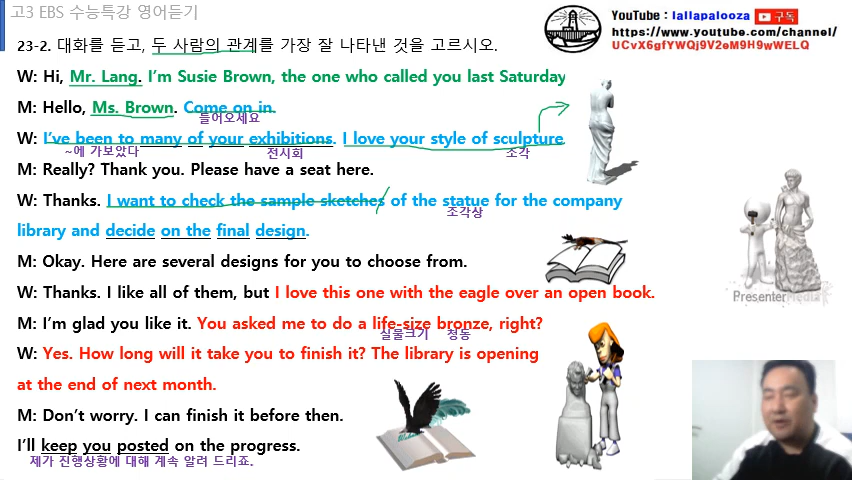 고3 EBS 수능특강 영어듣기
YouTube : lallapalooza 구독
https://www.youtube.com/channel/
UCvX6gfYWQj9V2eM9H9wWELQ
23-2. 대화를 듣고, 두 사람의 관계를 가장 잘 나타낸 것을 고르시오.
W: Hi, Mr. Lang. I'm Susie Brown, the one who called you last Saturday
M: Hello, Ms. Brown. Come on in.
들어오세요
W: I've been to many of your exhibitions. I love your style of sculpture.
~에 가보았다 전시회 조각
M: Really? Thank you. Please have a seat here.
W: Thanks. I want to check the sample sketches of the statue for the company
조각상
library and decide on the final design.
M: Okay. Here are several designs for you to choose from.
W: Thanks. I like all of them, but I love this one with the eagle over an open book.
M: I'm glad you like it. You asked me to do a life-size bronze, right?
실물크기 청동
W: Yes. How long will it take you to finish it? The library is opening
at the end of next month.
M: Don't worry. I can finish it before then.
I'll keep you posted on the progress.
제가 진행상황에 대해 계속 알려 드리죠.
PresenterMedia